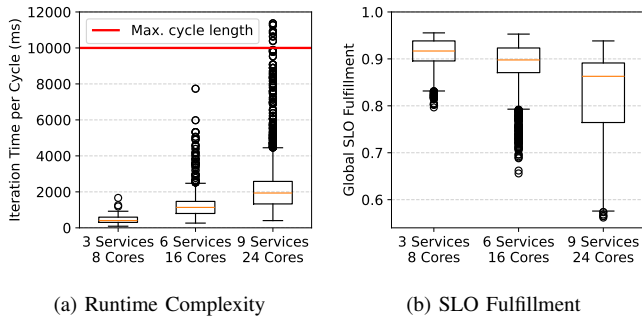 12000
10000
8000
6000
4000
2000
0
Iteration Time per Cycle (ms)
Max. cycle length
3 Services
8 Cores
6 Services
16 Cores
9 Services
24 Cores
(a) Runtime Complexity
1.0
0.9
0.8
0.7
0.6
Global SLO Fulfillment
3 Services
8 Cores
6 Services
16 Cores
9 Services
24 Cores
(b) SLO Fulfillment